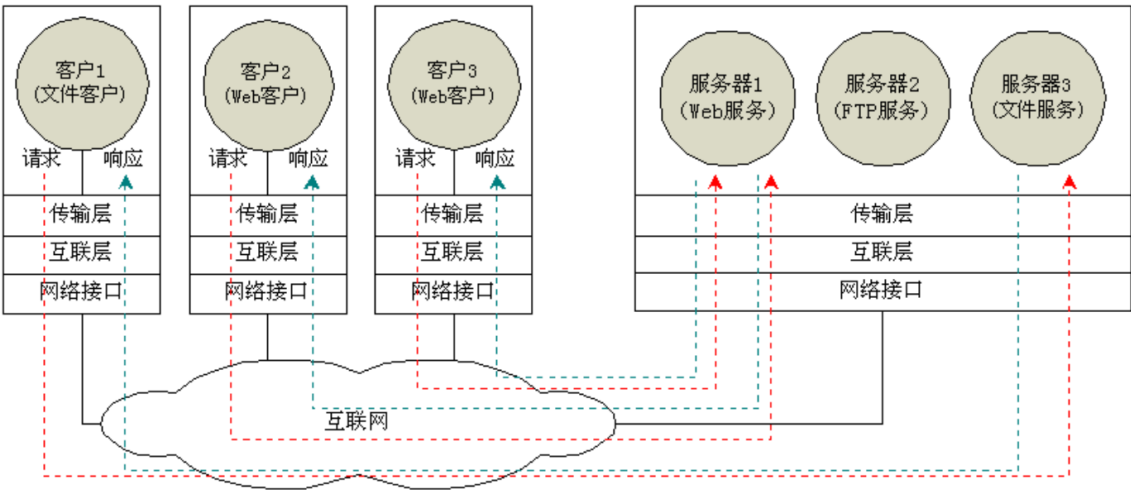 客户1
(文件客户)
请求
响应
传输层
互联层
网络接口
客户2
(Web客户)
请求
响应
传输层
互联层
网络接口
客户3
(Web客户)
请求
响应
传输层
互联层
网络接口
服务器1
(Web服务)
服务器2
(FTP服务)
服务器3
(文件服务)
传输层
互联层
网络接口
互联网